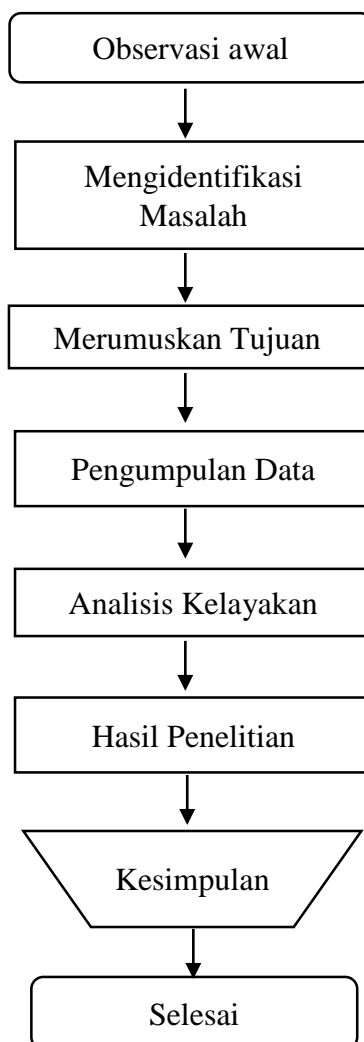 Observasi awal
Mengidentifikasi
Masalah
Merumuskan Tujuan
Pengumpulan Data
Analisis Kelayakan
Hasil Penelitian
Kesimpulan
Selesai